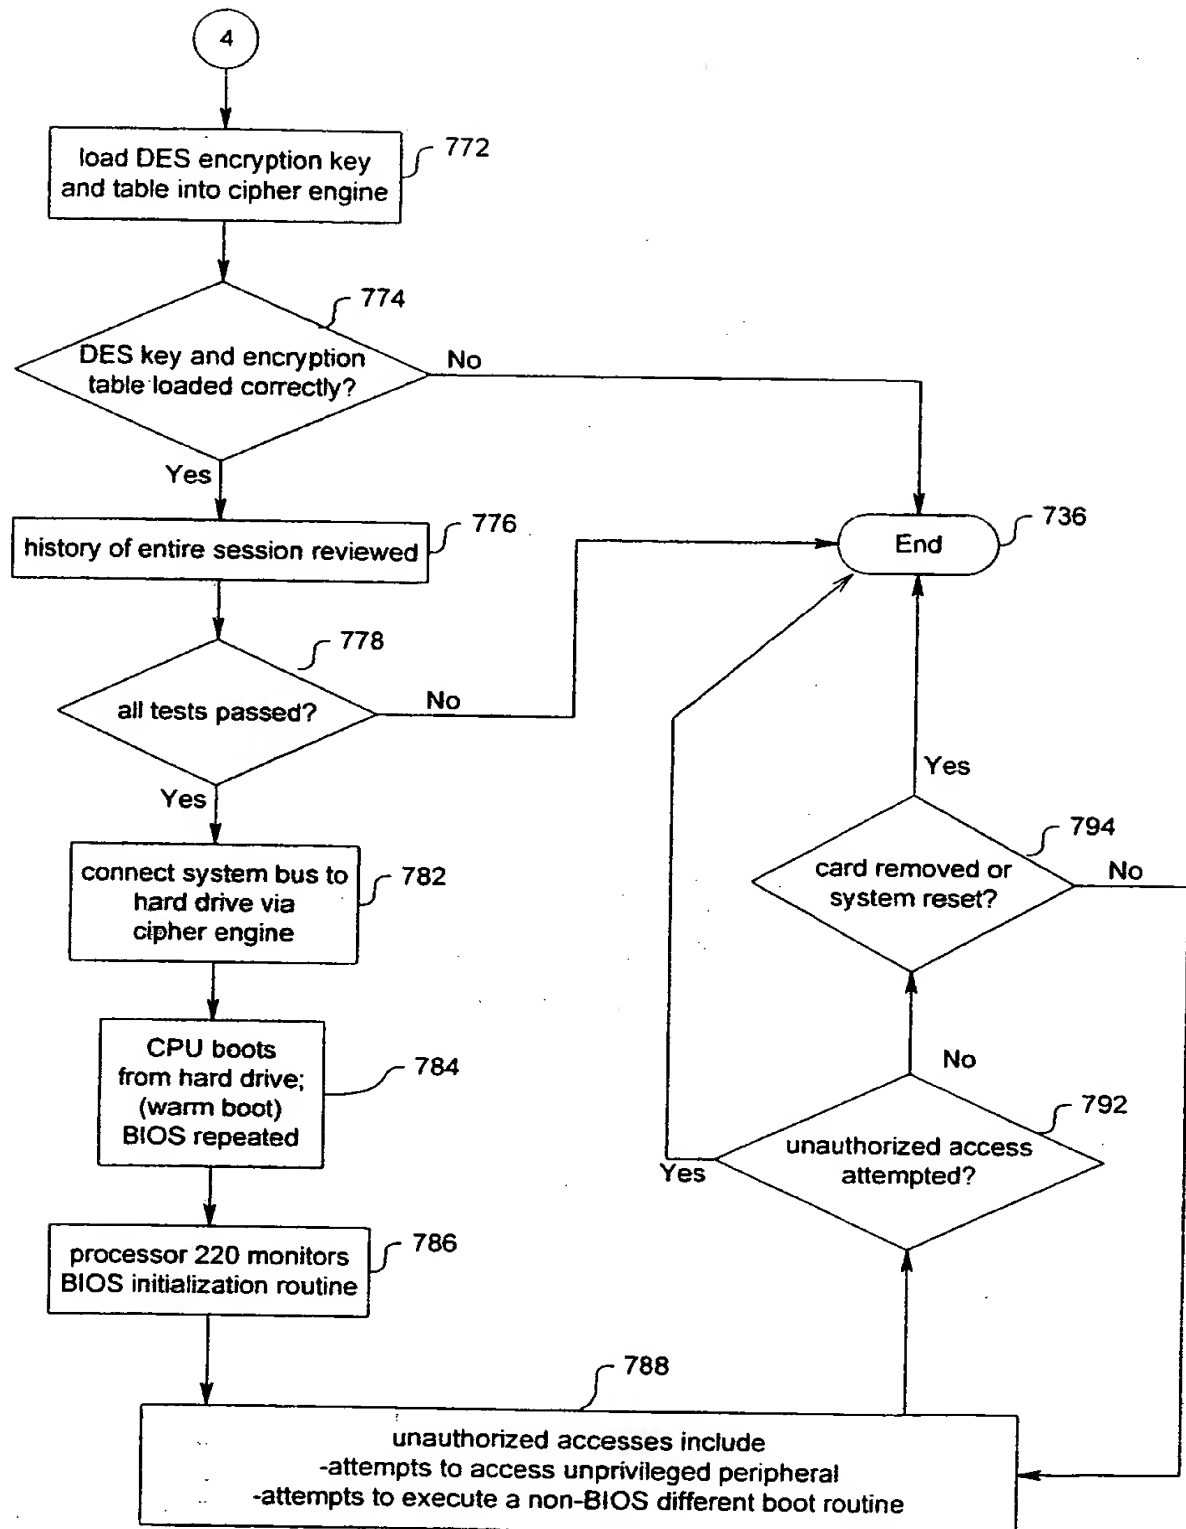 4
load DES encryption key
and table into cipher engine
772
774
DES key and encryption
table loaded correctly?
No
Yes
history of entire session reviewed
776
End
736
778
all tests passed?
No
Yes
connect system bus to
hard drive via
cipher engine
782
CPU boots
from hard drive;
(warm boot)
BIOS repeated
784
processor 220 monitors
BIOS initialization routine
786
788
unauthorized accesses include
-attempts to access unprivileged peripheral
-attempts to execute a non-BIOS different boot routine
792
unauthorized access
attempted?
Yes
No
794
card removed or
system reset?
No
Yes